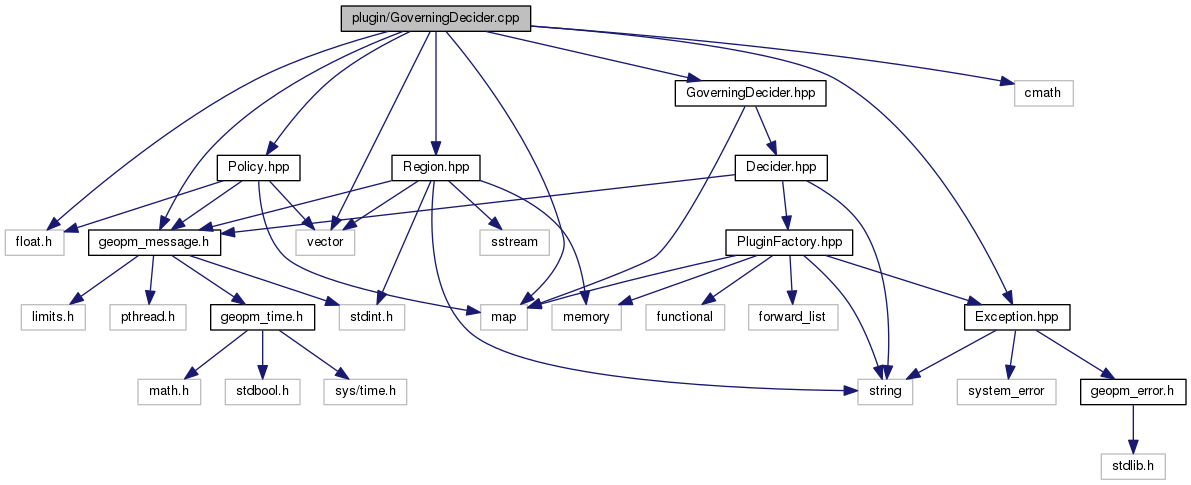 plugin/GoverningDecider.cpp
GoverningDecider.hpp
cmath
Policy.hpp
Region.hpp
Decider.hpp
float.h
geopm_message.h
vector
sstream
PluginFactory.hpp
limits.h
pthread.h
geopm_time.h
stdint.h
map
memory
functional
forward_list
Exception.hpp
math.h
stdbool.h
sys/time.h
string
system_error
geopm_error.h
stdlib.h